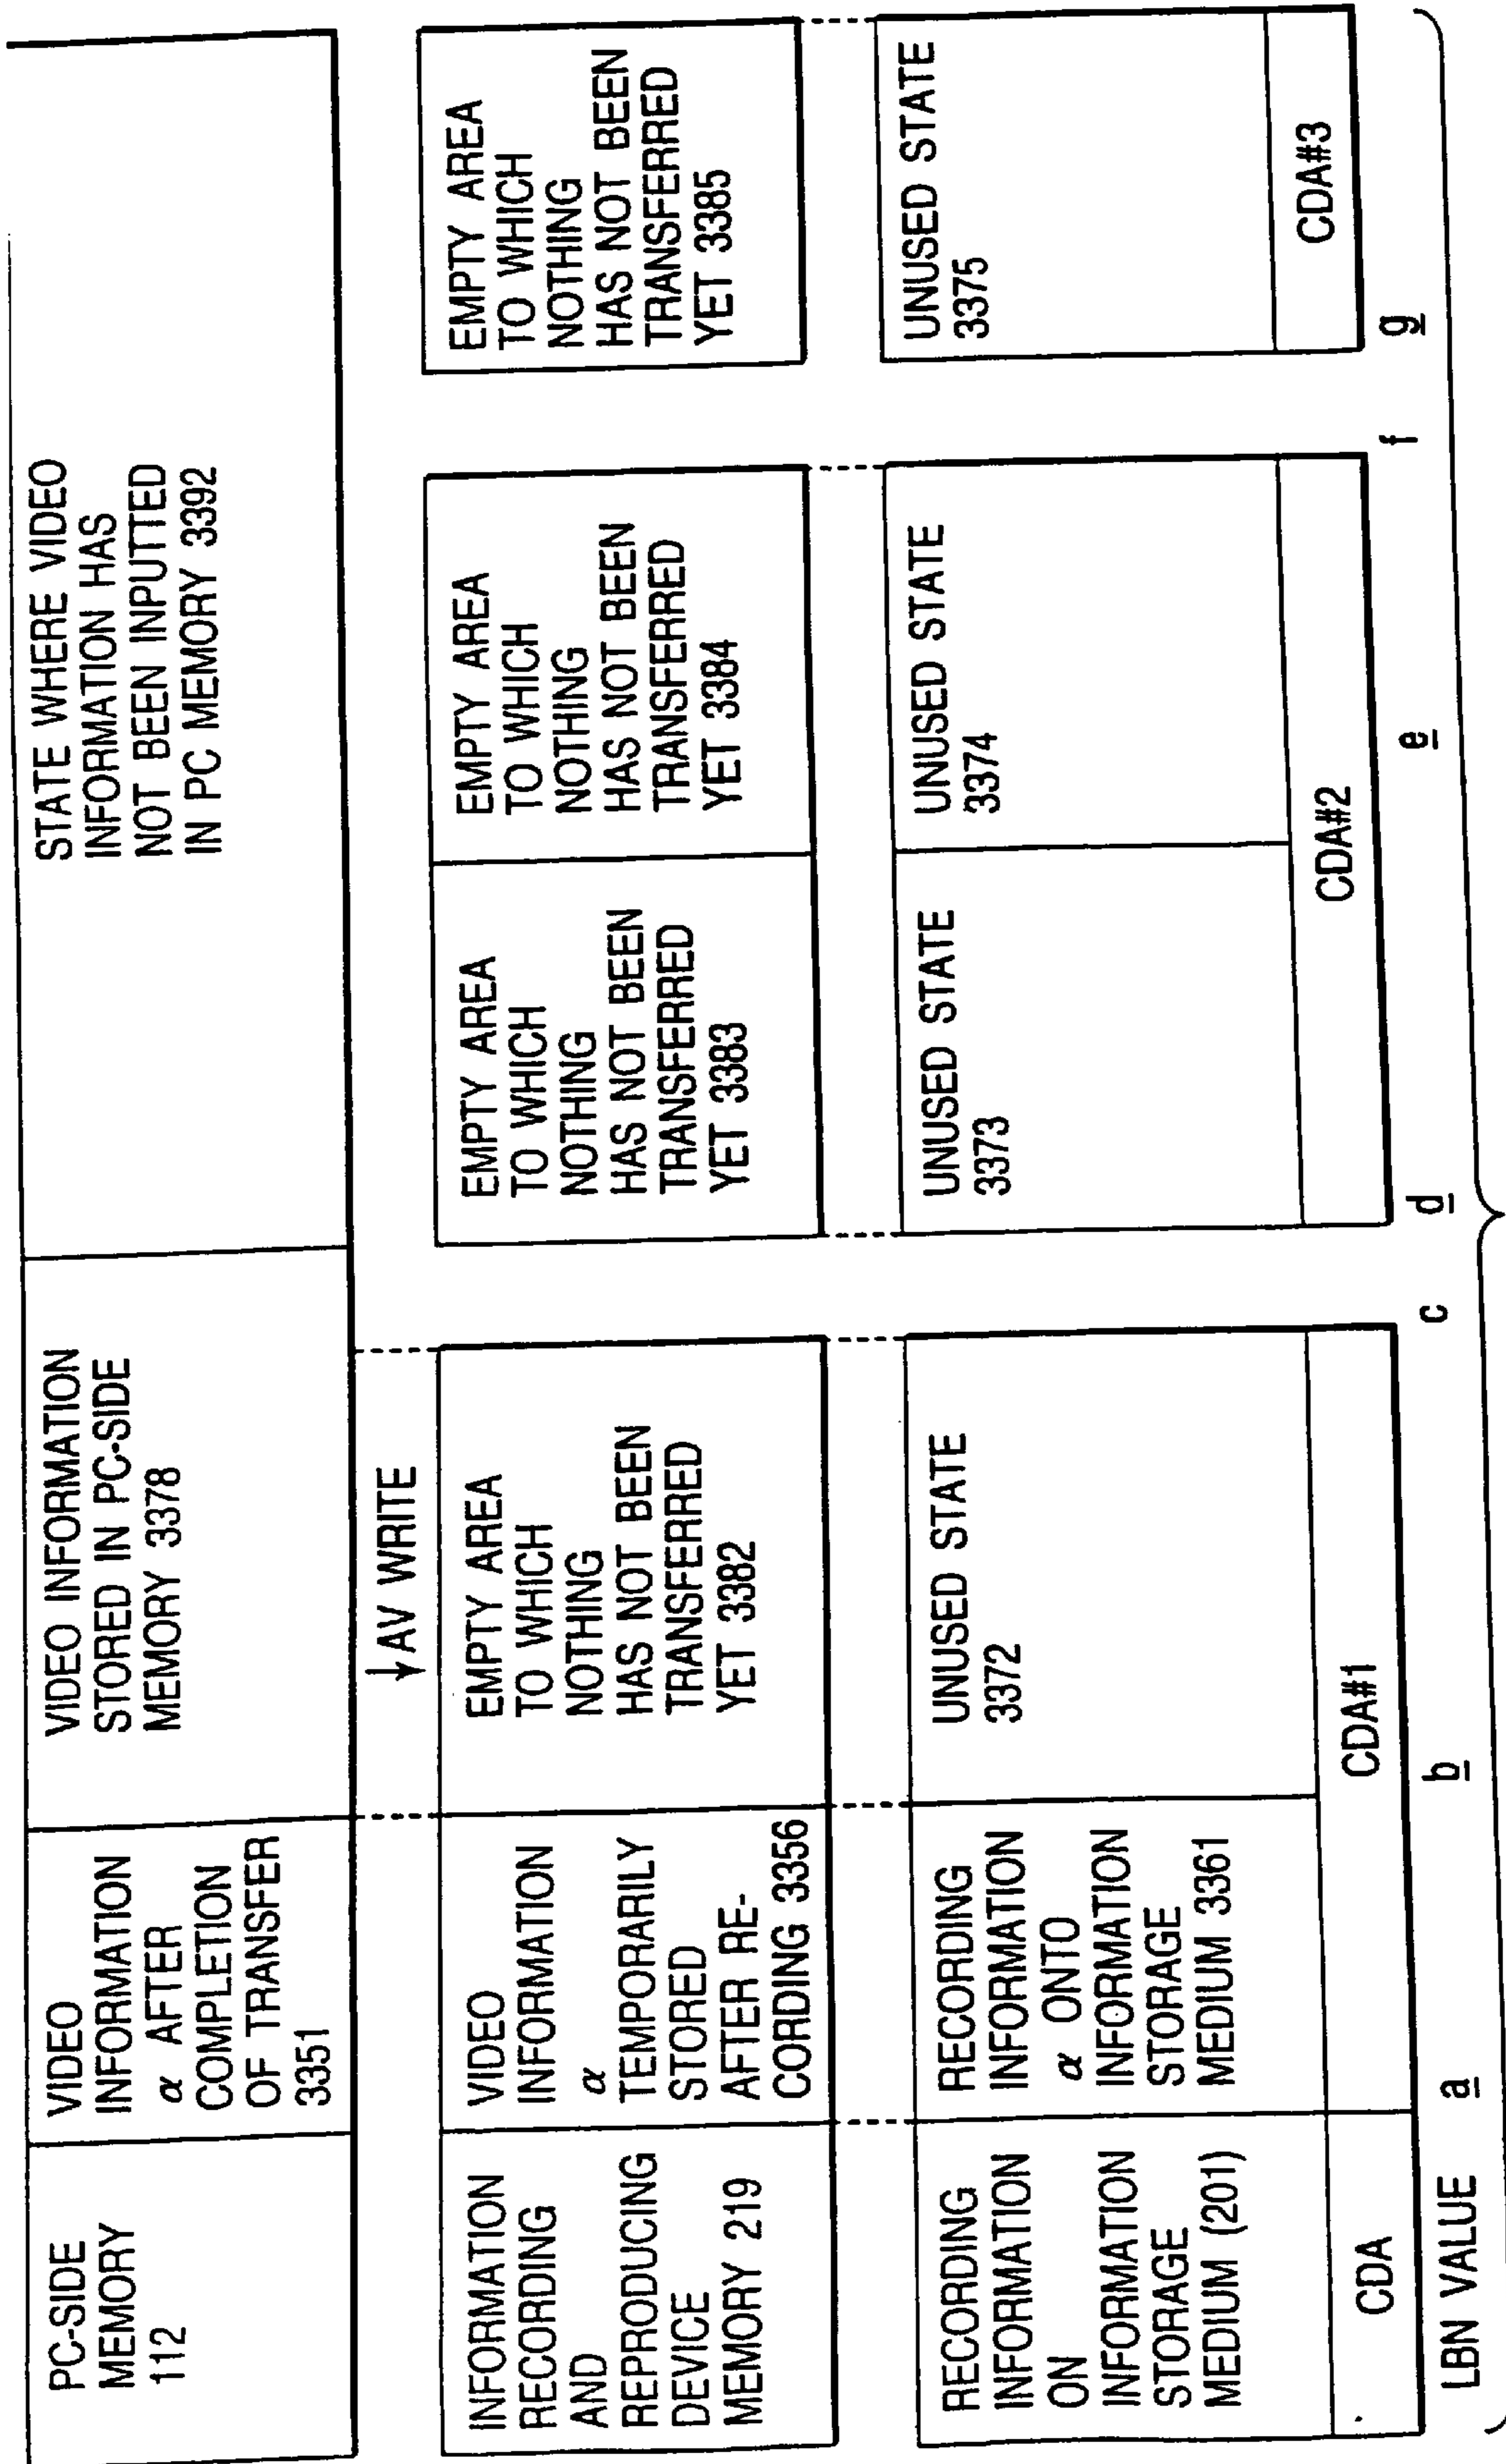 PC-SIDE
MEMORY
112
VIDEO
INFORMATION
α AFTER
COMPLETION
OF TRANSFER
3351
VIDEO INFORMATION
STORED IN PC-SIDE
MEMORY 3378
STATE WHERE VIDEO
INFORMATION HAS
NOT BEEN INPUTTED
IN PC MEMORY 3392
↓ AV WRITE
INFORMATION
RECORDING
AND
REPRODUCING
DEVICE
MEMORY 219
VIDEO
INFORMATION
α
TEMPORARILY
STORED
AFTER RE-
CORDING 3356
EMPTY AREA
TO WHICH
NOTHING
HAS NOT BEEN
TRANSFERRED
YET 3382
EMPTY AREA
TO WHICH
NOTHING
HAS NOT BEEN
TRANSFERRED
YET 3383
EMPTY AREA
TO WHICH
NOTHING
HAS NOT BEEN
TRANSFERRED
YET 3384
EMPTY AREA
TO WHICH
NOTHING
HAS NOT BEEN
TRANSFERRED
YET 3385
RECORDING
INFORMATION
ON
INFORMATION
STORAGE
MEDIUM (201)
RECORDING
INFORMATION
α ONTO
INFORMATION
STORAGE
MEDIUM 3361
UNUSED STATE
3372
UNUSED STATE
3373
UNUSED STATE
3374
UNUSED STATE
3375
CDA
CDA#1
CDA#2
CDA#3
LBN VALUE a b c d e f g